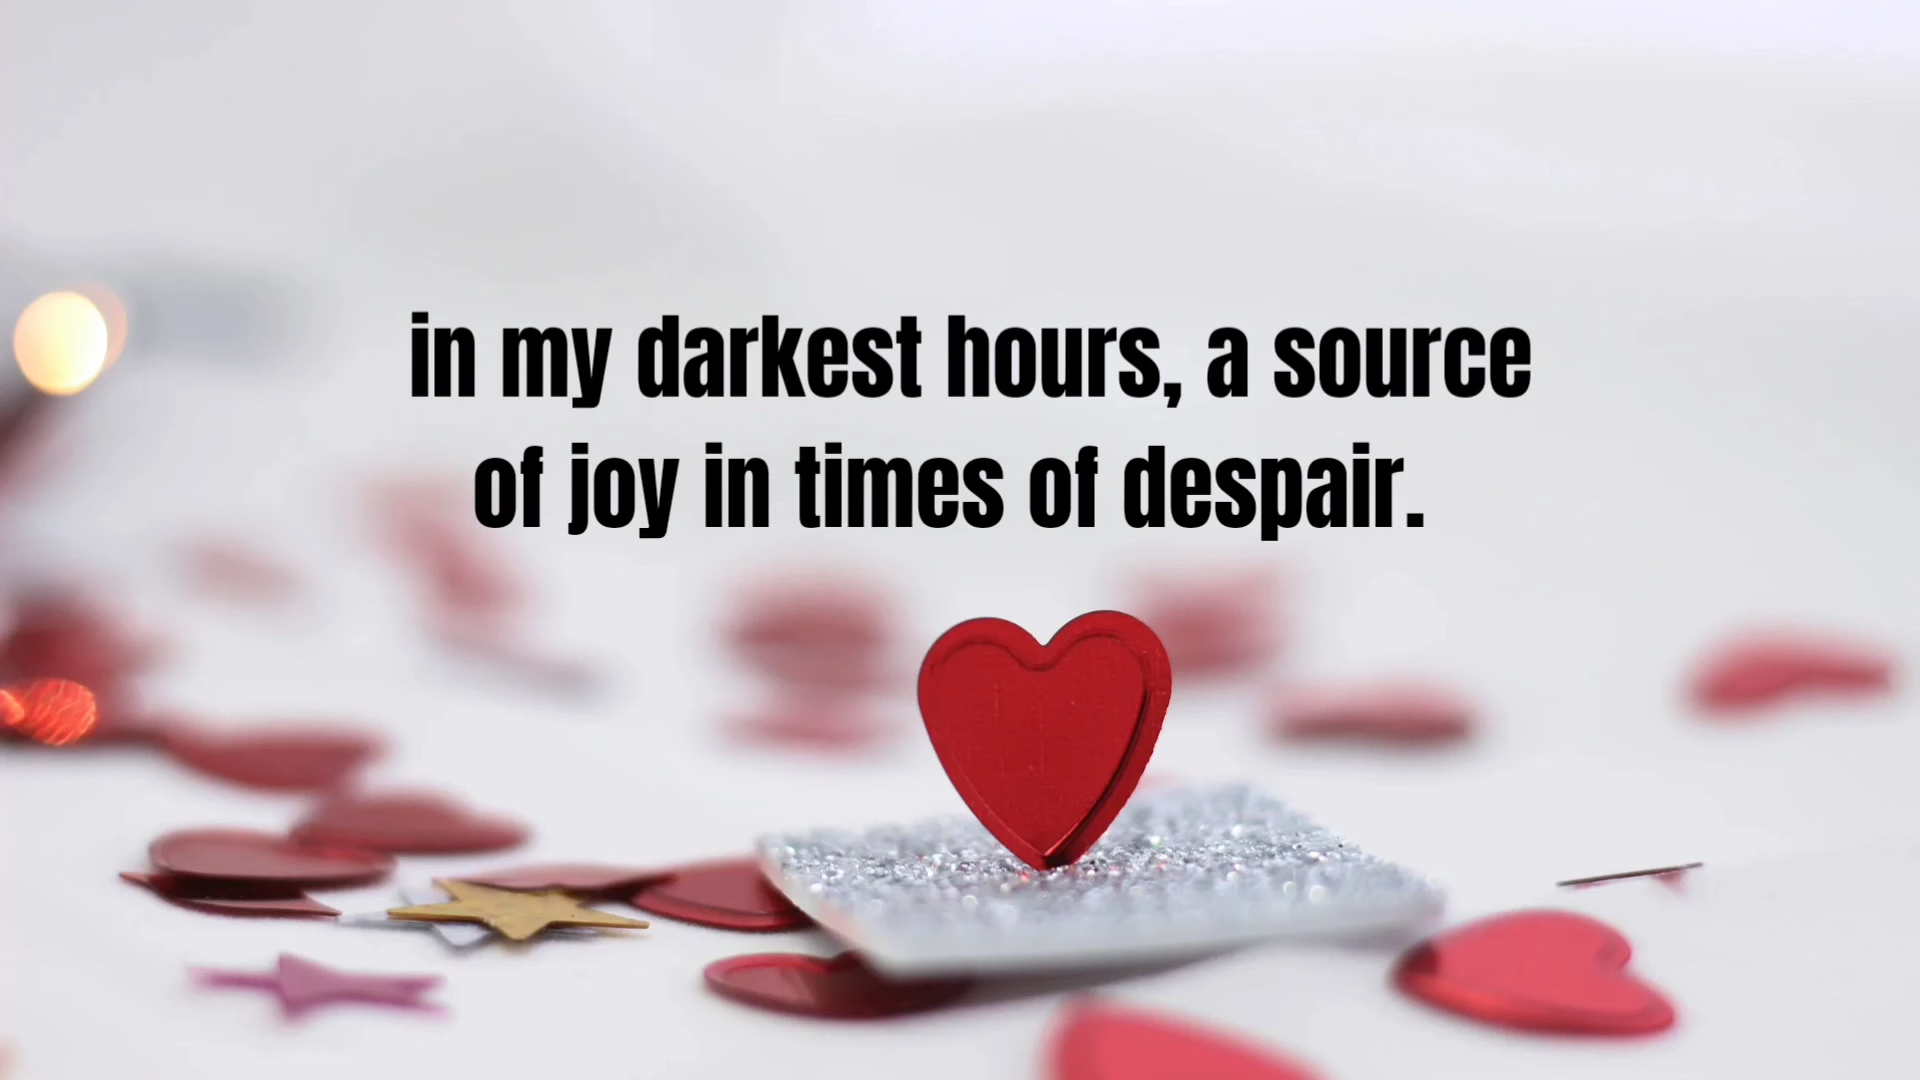 in my darkest hours, a source
of joy in times of despair.